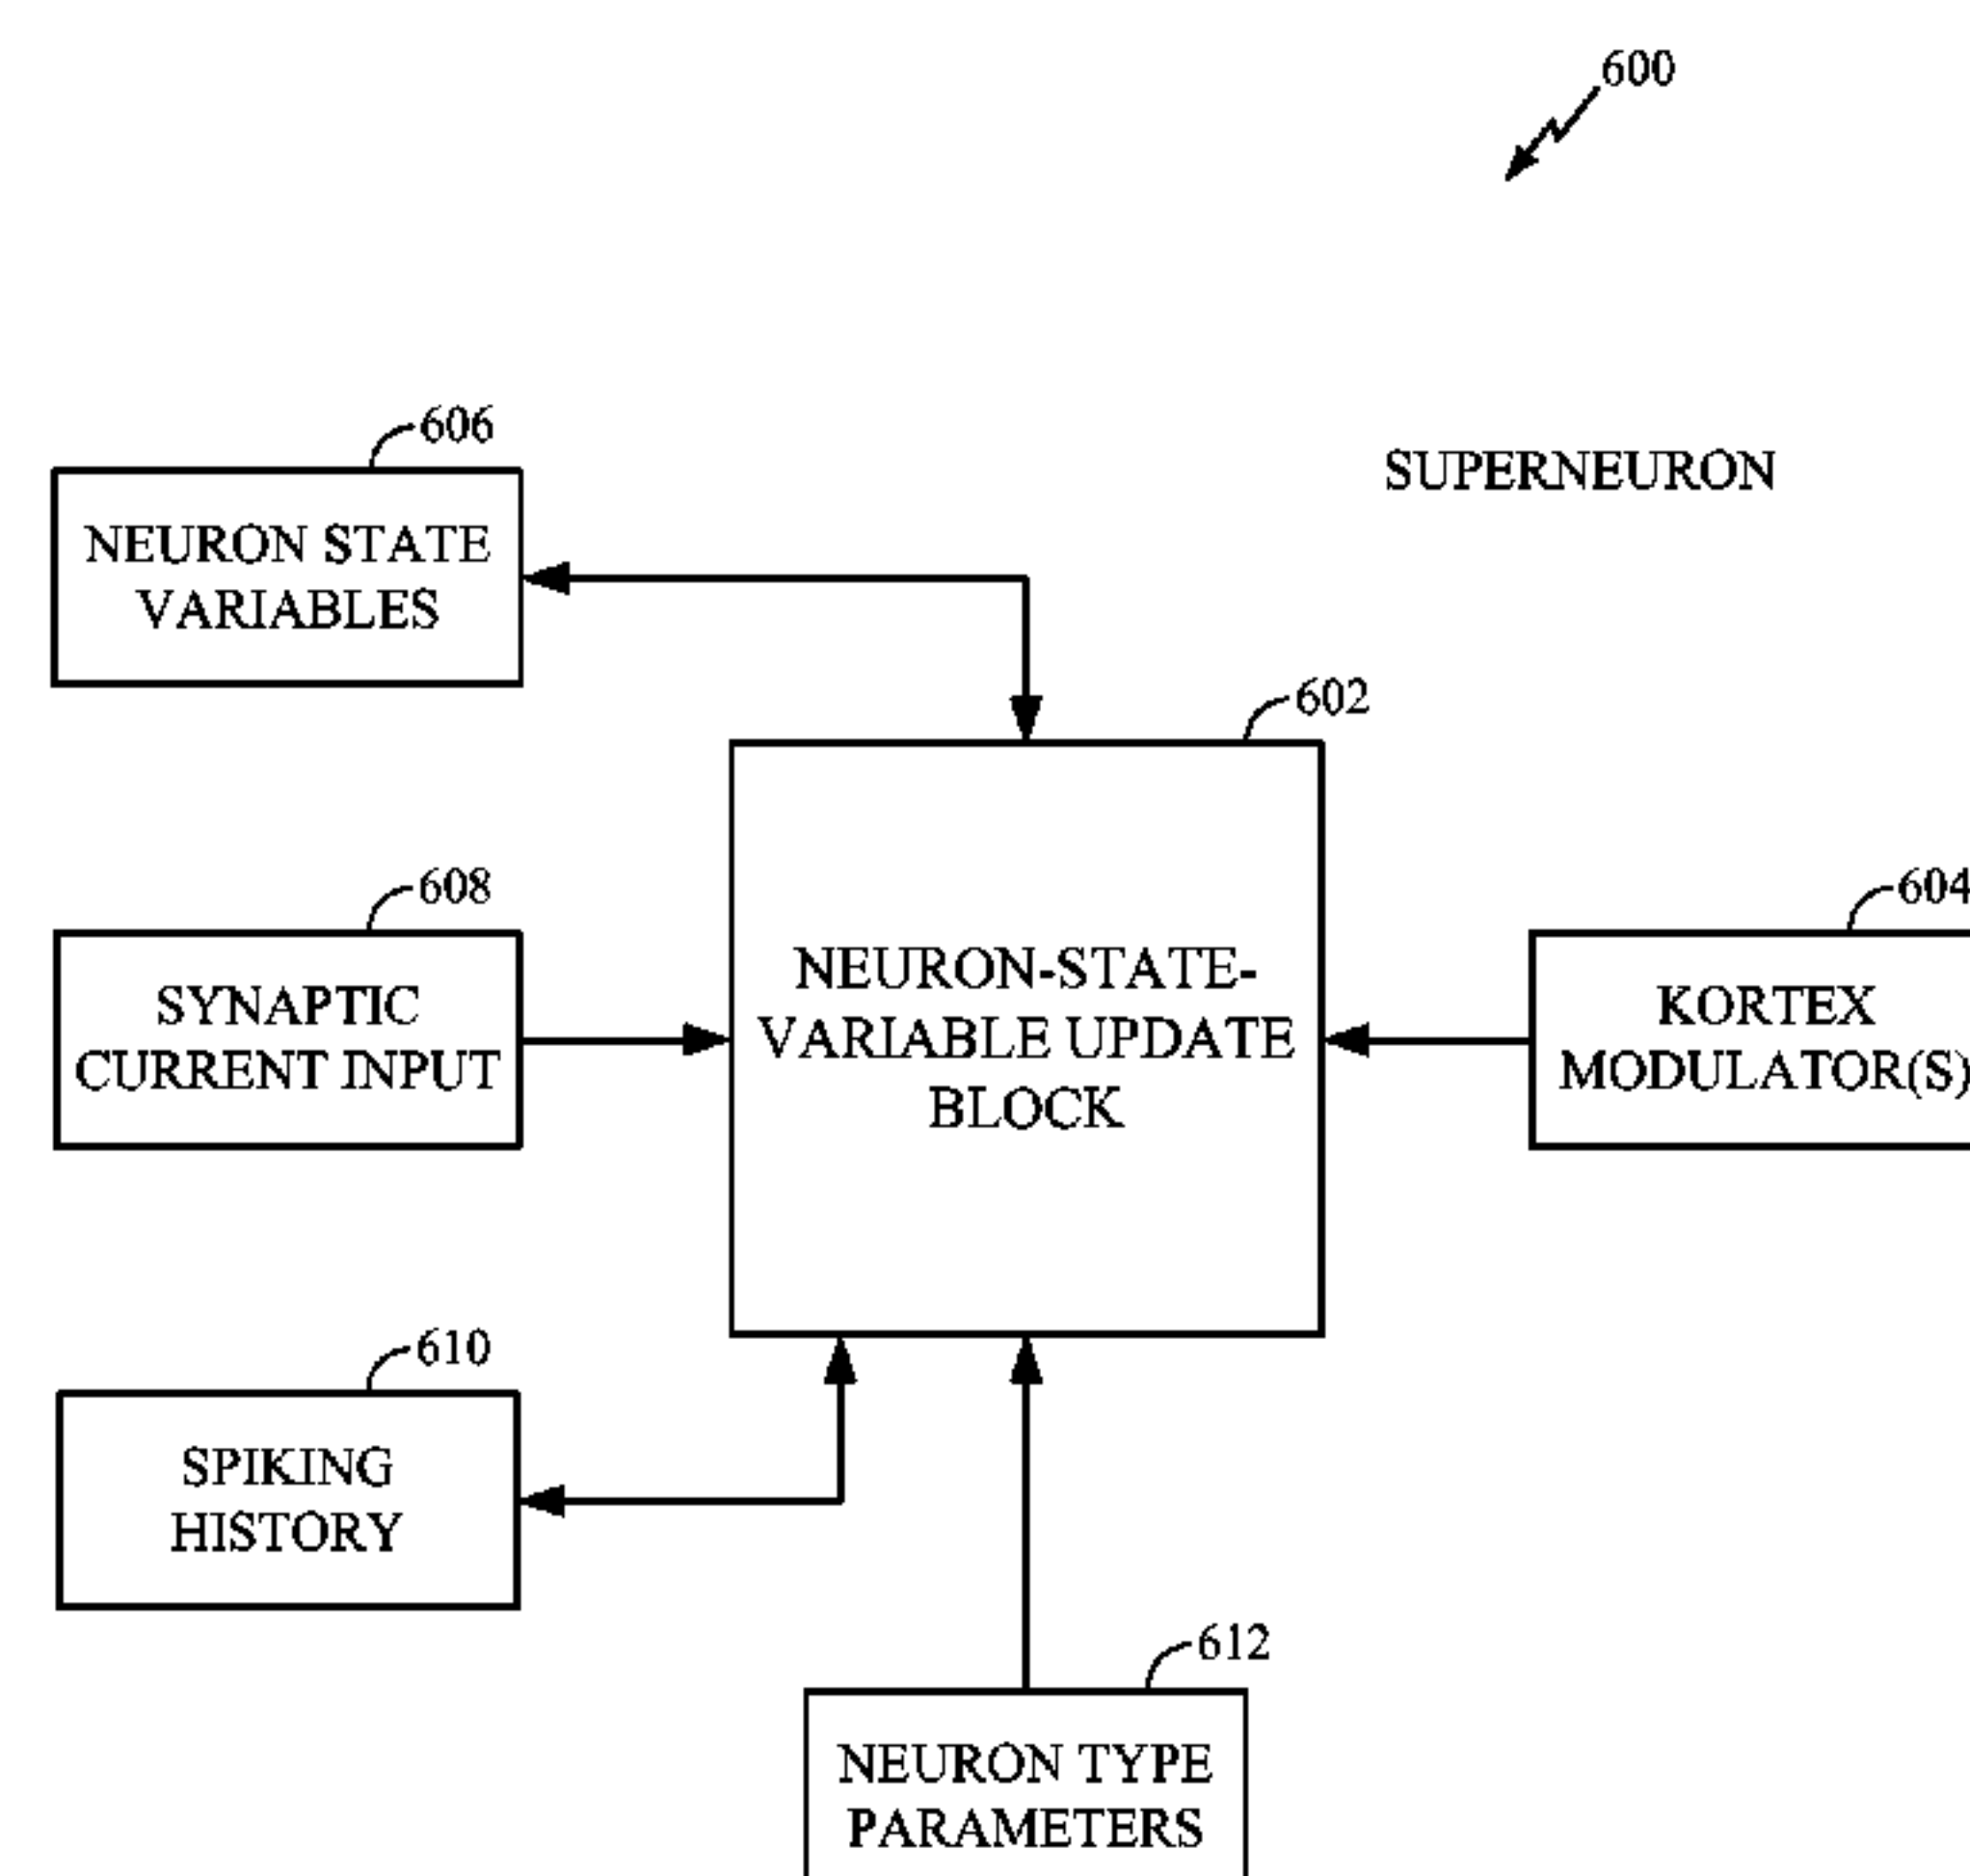 600
606
SUPERNEURON
NEURON STATE
VARIABLES
602
608
604
SYNAPTIC
CURRENT INPUT
NEURON-STATE-
VARIABLE UPDATE
BLOCK
KORTEX
MODULATOR(S)
610
SPIKING
HISTORY
612
NEURON TYPE
PARAMETERS